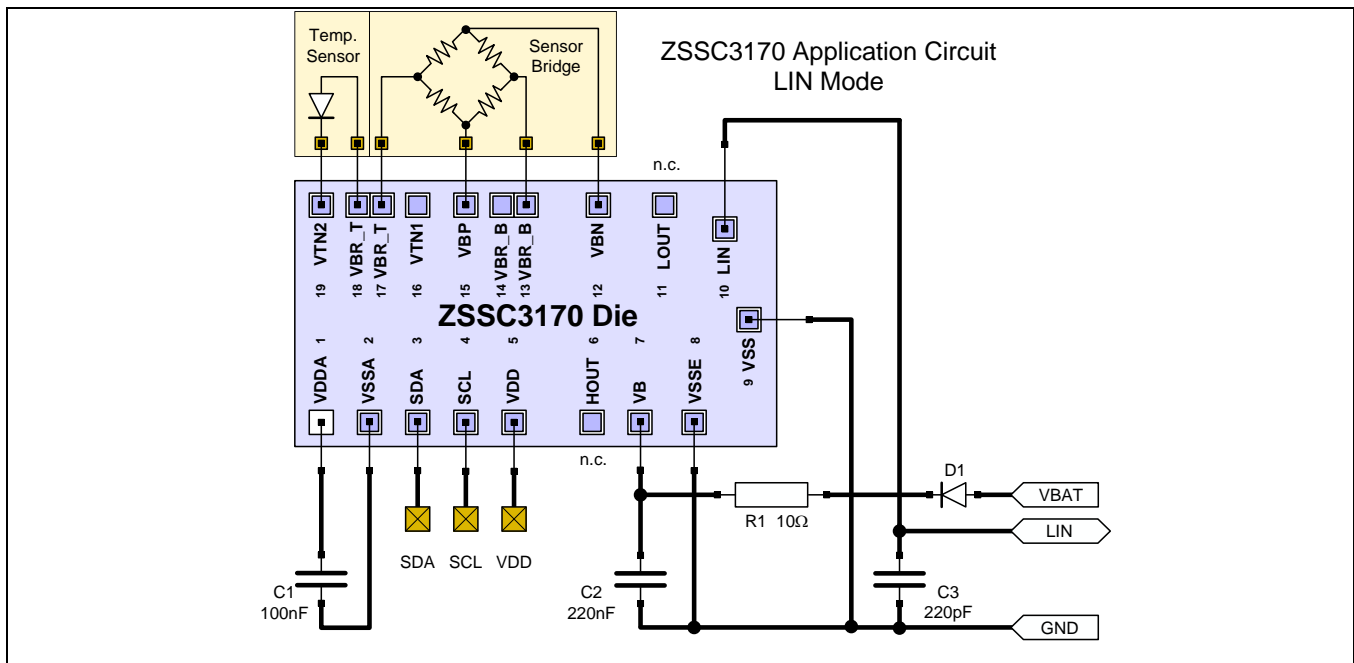 Temp.
Sensor
Sensor
Bridge
ZSSC3170 Application Circuit
LIN Mode
n.c.
VTN2
VBR_T
VBR_T
VTN1
VBP
VBR_B
VBR_B
VBN
LOUT
LIN
19
18
17
16
15
14
13
12
11
10
ZSSC3170 Die
VSS
9
1
2
3
4
5
6
7
8
VDDA
VSSA
SDA
SCL
VDD
HOUT
VB
VSSE
n.c.
D1
VBAT
R1 10Ω
LIN
SDA
SCL
VDD
C1
100nF
C2
220nF
C3
220pF
GND